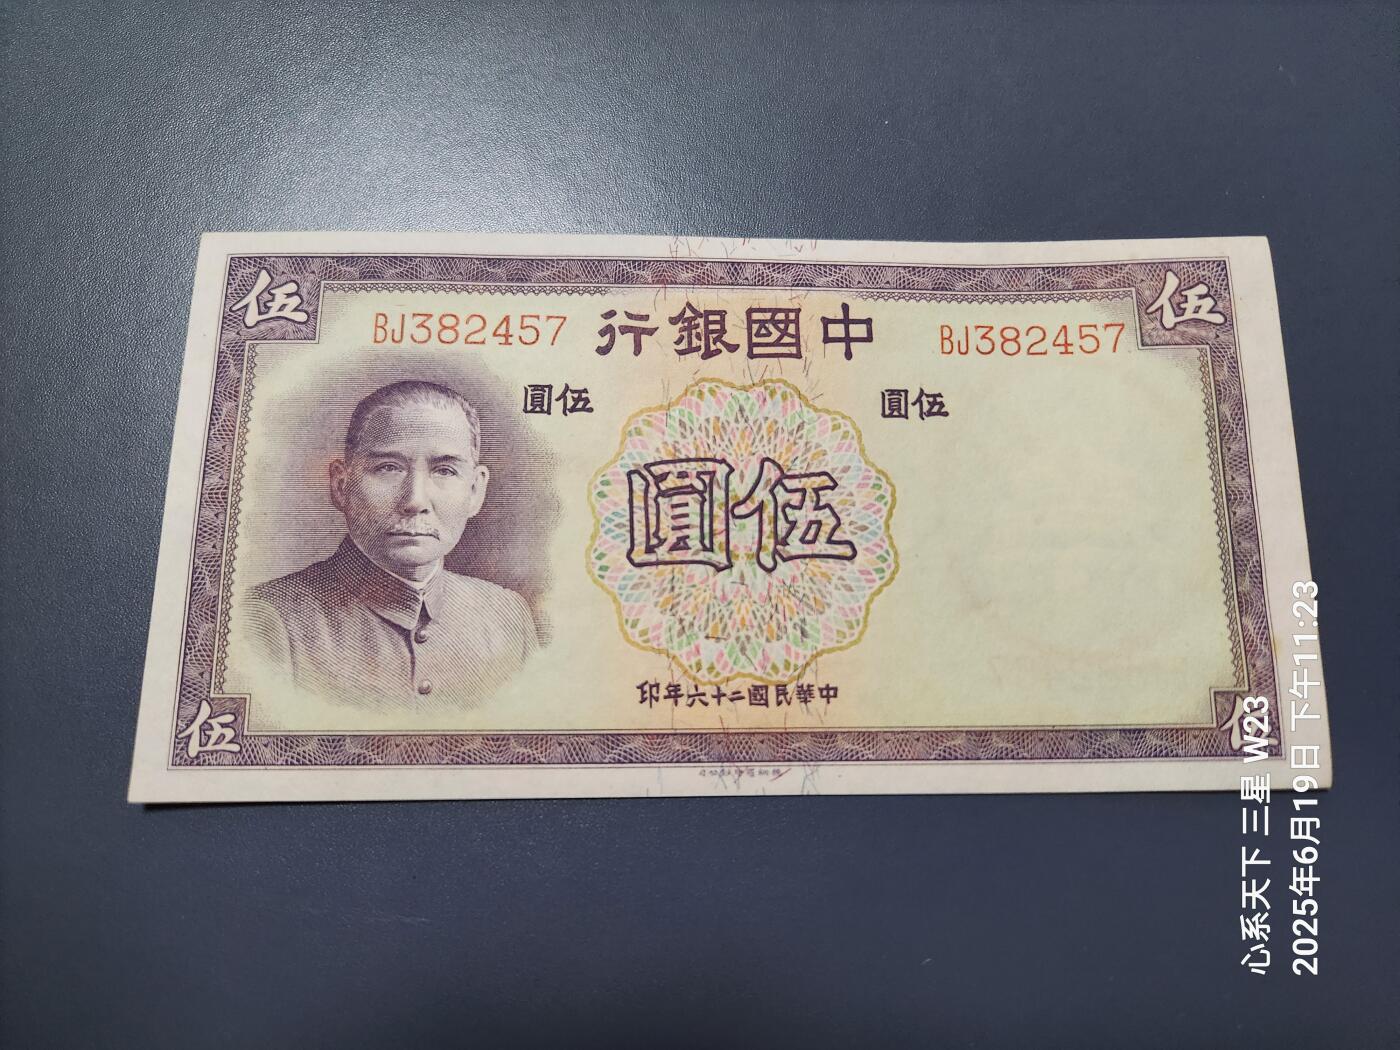 伍
伍
BJ382457
中國銀行
BJ382457
伍圓
伍圓
伍圓
中華民國二十六年印
伍
伍
心系天下 三星 W23
2025年6月19日 下午11:23